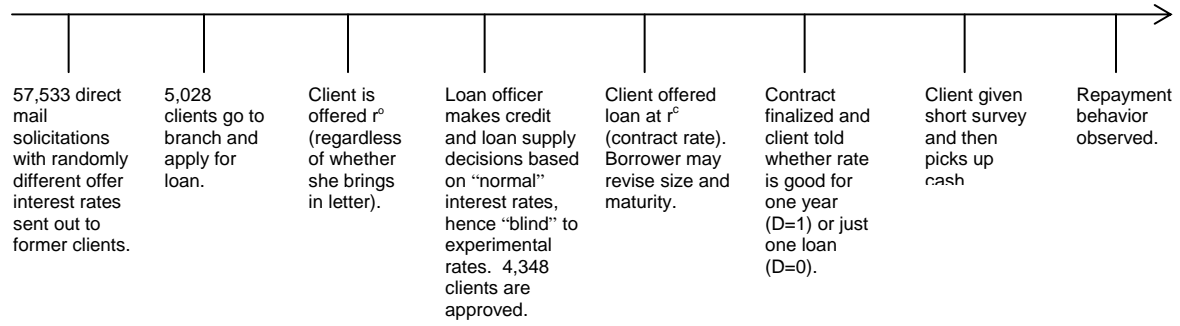 57,533 direct
mail
solicitations
with randomly
different offer
interest rates
sent out to
former clients.
5,028
clients go to
branch and
apply for
loan.
Client is
offered rᵒ
(regardless
of whether
she brings
in letter).
Loan officer
makes credit
and loan supply
decisions based
on “normal”
interest rates,
hence “blind” to
experimental
rates.  4,348
clients are
approved.
Client offered
loan at rᶜ
(contract rate).
Borrower may
revise size and
maturity.
Contract
finalized and
client told
whether rate
is good for
one year
(D=1) or just
one loan
(D=0).
Client given
short survey
and then
picks up
cash
Repayment
behavior
observed.